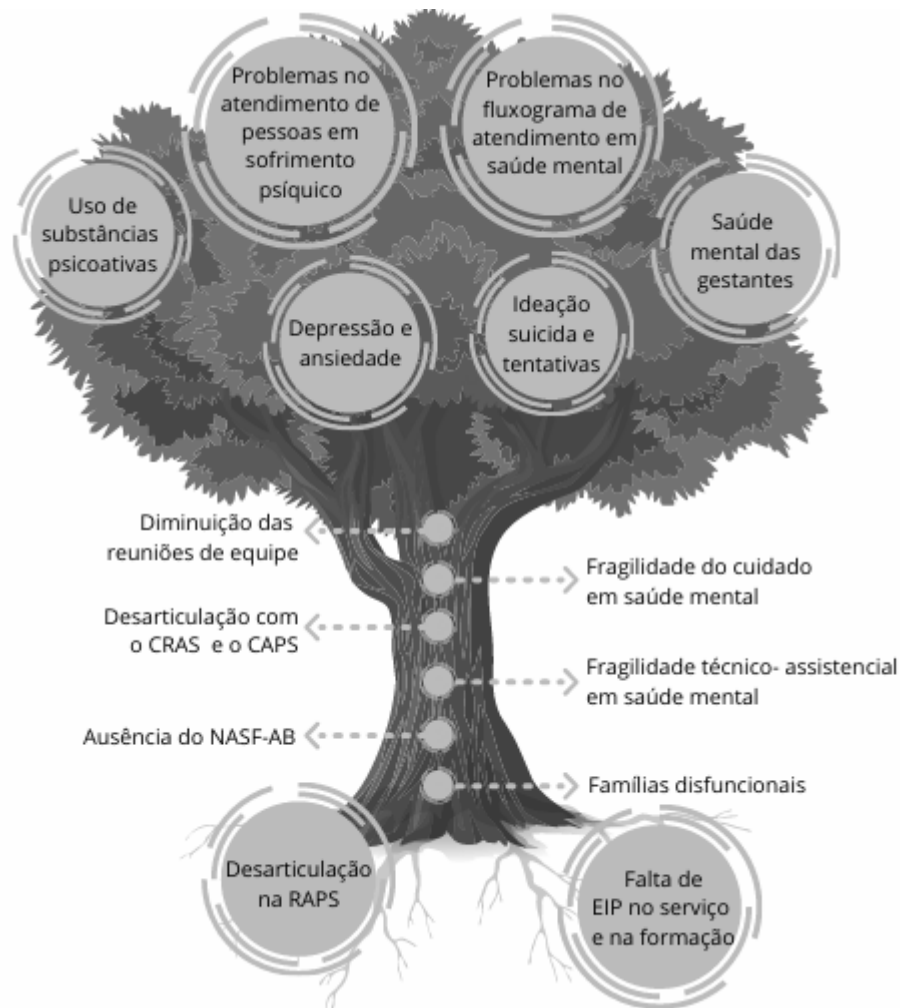 Problemas no
atendimento de
pessoas em
sofrimento
psíquico
Problemas no
fluxograma de
atendimento em
saúde mental
Uso de
substâncias
psicoativas
Saúde
mental das
gestantes
Depressão e
ansiedade
Ideação
suicida e
tentativas
Diminuição das
reuniões de equipe
Fragilidade do cuidado
em saúde mental
Desarticulação com
o CRAS e o CAPS
Fragilidade técnico- assistencial
em saúde mental
Ausência do NASF-AB
Famílias disfuncionais
Desarticulação
na RAPS
Falta de
EIP no serviço
e na formação